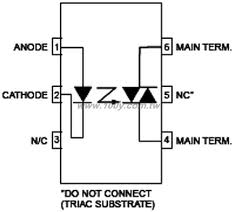 ANODE 1 6 MAIN TERM.
CATHODE 2 5 NC*
www.1688y.com.tw
N/C 3 4 MAIN TERM.
*DO NOT CONNECT
(TRIAC SUBSTRATE)